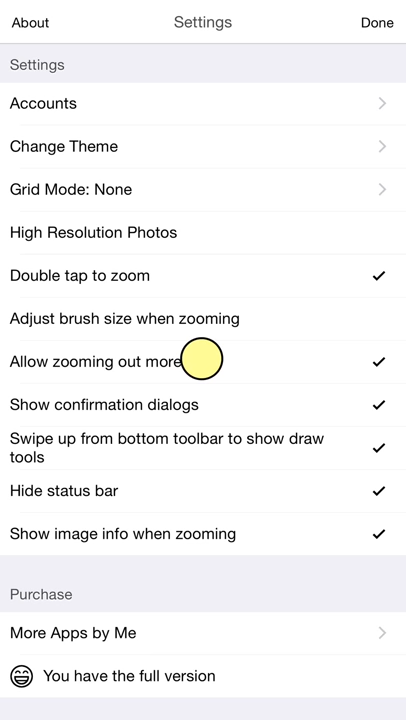 About
Settings
Done
Settings
Accounts
Change Theme
Grid Mode: None
High Resolution Photos
Double tap to zoom
Adjust brush size when zooming
Allow zooming out more
Show confirmation dialogs
Swipe up from bottom toolbar to show draw
tools
Hide status bar
Show image info when zooming
Purchase
More Apps by Me
You have the full version